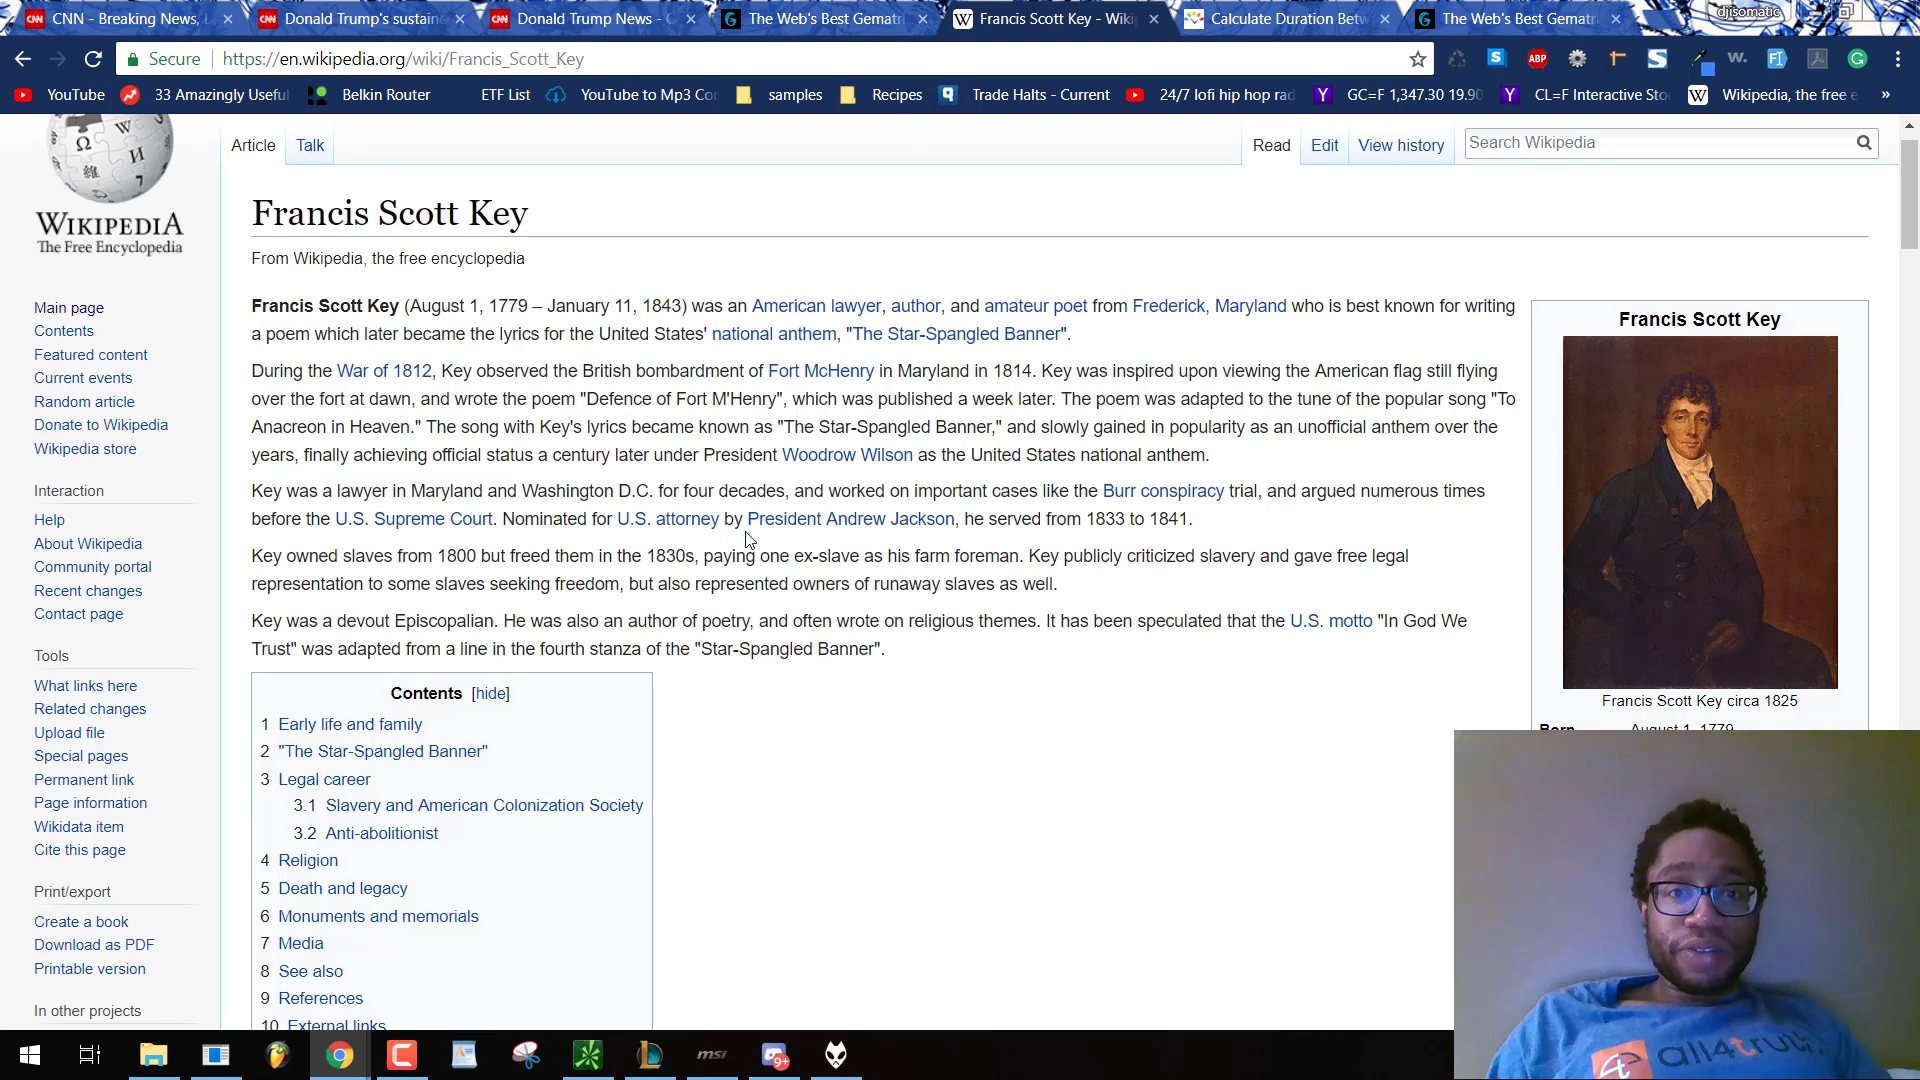 CNN - Breaking News, L
Donald Trump's sustain
Donald Trump News - C
The Web's Best Gematri
Francis Scott Key - Wiki
Calculate Duration Betw
The Web's Best Gematri
djisomatic
Secure
https://en.wikipedia.org/wiki/Francis_Scott_Key
YouTube
33 Amazingly Useful
Belkin Router
ETF List
YouTube to Mp3 Cor
samples
Recipes
Trade Halts - Current
24/7 lofi hip hop rad
GC=F 1,347.30 19.90
CL=F Interactive Sto
Wikipedia, the free e
»
WIKIPEDIA
The Free Encyclopedia
Article
Talk
Read
Edit
View history
Search Wikipedia
Main page
Contents
Featured content
Current events
Random article
Donate to Wikipedia
Wikipedia store
Interaction
Help
About Wikipedia
Community portal
Recent changes
Contact page
Tools
What links here
Related changes
Upload file
Special pages
Permanent link
Page information
Wikidata item
Cite this page
Print/export
Create a book
Download as PDF
Printable version
In other projects
Francis Scott Key
From Wikipedia, the free encyclopedia
Francis Scott Key (August 1, 1779 – January 11, 1843) was an American lawyer, author, and amateur poet from Frederick, Maryland who is best known for writing
a poem which later became the lyrics for the United States' national anthem, "The Star-Spangled Banner".
During the War of 1812, Key observed the British bombardment of Fort McHenry in Maryland in 1814. Key was inspired upon viewing the American flag still flying
over the fort at dawn, and wrote the poem "Defence of Fort M'Henry", which was published a week later. The poem was adapted to the tune of the popular song "To
Anacreon in Heaven." The song with Key's lyrics became known as "The Star-Spangled Banner," and slowly gained in popularity as an unofficial anthem over the
years, finally achieving official status a century later under President Woodrow Wilson as the United States national anthem.
Key was a lawyer in Maryland and Washington D.C. for four decades, and worked on important cases like the Burr conspiracy trial, and argued numerous times
before the U.S. Supreme Court. Nominated for U.S. attorney by President Andrew Jackson, he served from 1833 to 1841.
Key owned slaves from 1800 but freed them in the 1830s, paying one ex-slave as his farm foreman. Key publicly criticized slavery and gave free legal
representation to some slaves seeking freedom, but also represented owners of runaway slaves as well.
Key was a devout Episcopalian. He was also an author of poetry, and often wrote on religious themes. It has been speculated that the U.S. motto "In God We
Trust" was adapted from a line in the fourth stanza of the "Star-Spangled Banner".
Contents [hide]
1 Early life and family
2 "The Star-Spangled Banner"
3 Legal career
3.1 Slavery and American Colonization Society
3.2 Anti-abolitionist
4 Religion
5 Death and legacy
6 Monuments and memorials
7 Media
8 See also
9 References
10 External links
Francis Scott Key
Francis Scott Key circa 1825
Born August 1, 1779
all4truth
msi
9+